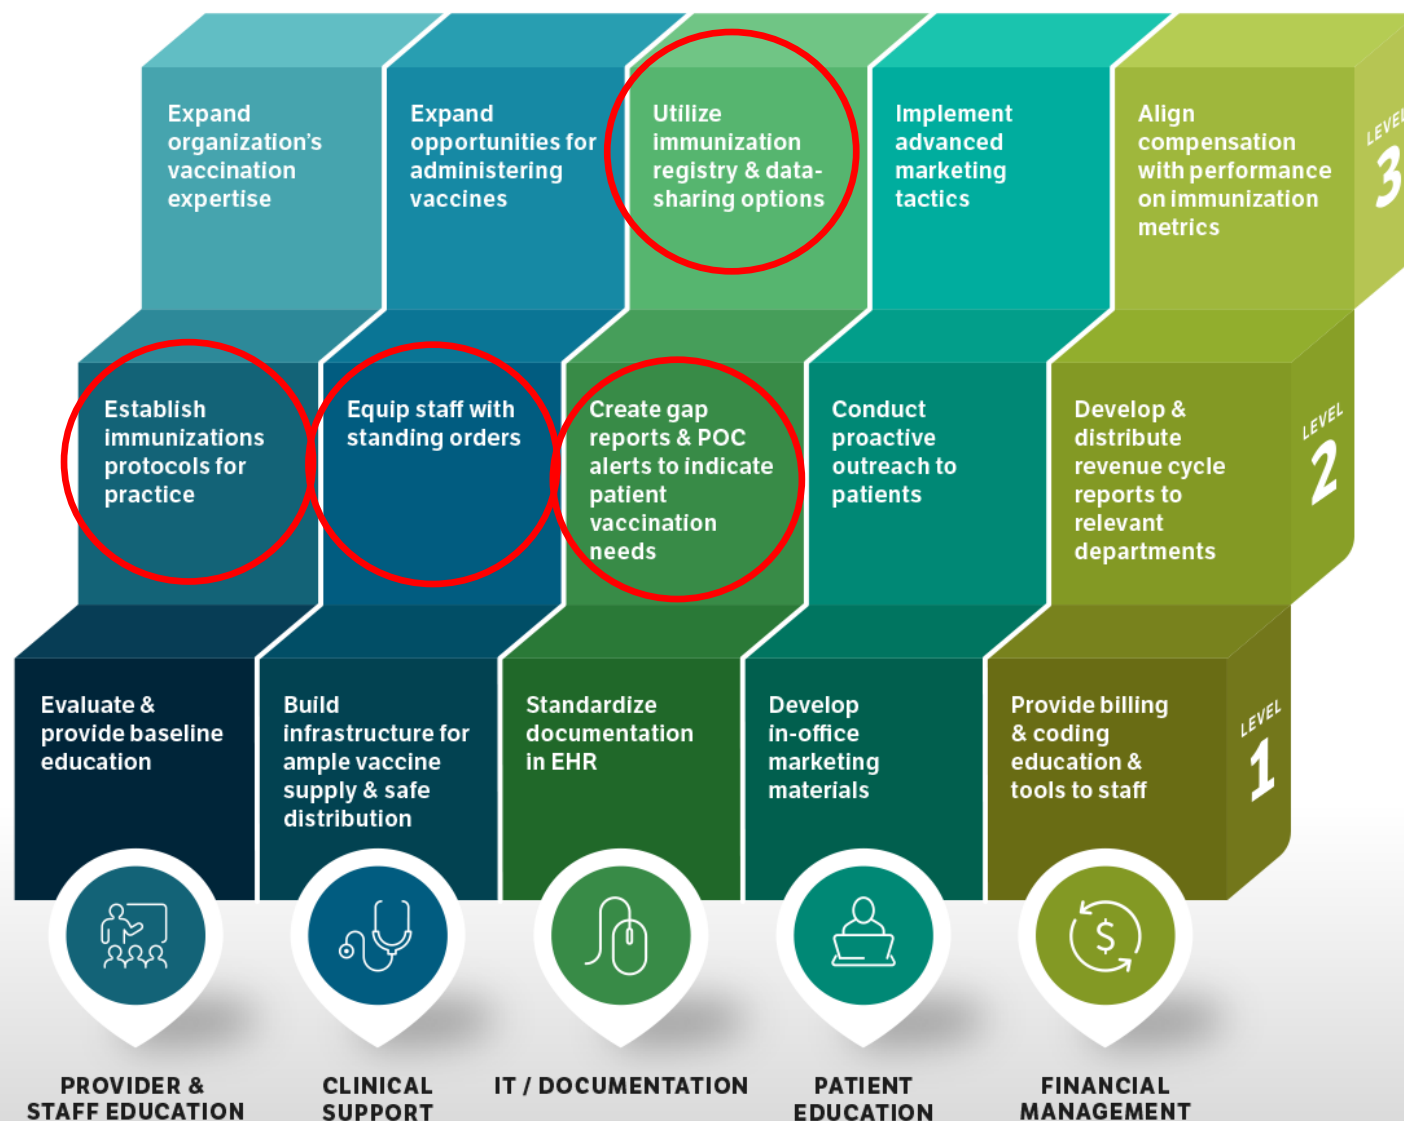 Expand
organization's
vaccination
expertise
Expand
opportunities for
administering
vaccines
Utilize
immunization
registry & data-
sharing options
Implement
advanced
marketing
tactics
Align
compensation
with performance
on immunization
metrics
LEVEL
3
Establish
immunizations
protocols for
practice
Equip staff with
standing orders
Create gap
reports & POC
alerts to indicate
patient
vaccination
needs
Conduct
proactive
outreach to
patients
Develop &
distribute
revenue cycle
reports to
relevant
departments
LEVEL
2
Evaluate &
provide baseline
education
Build
infrastructure for
ample vaccine
supply & safe
distribution
Standardize
documentation
in EHR
Develop
in-office
marketing
materials
Provide billing
& coding
education &
tools to staff
LEVEL
1
$
PROVIDER &
STAFF EDUCATION
CLINICAL
SUPPORT
IT / DOCUMENTATION
PATIENT
EDUCATION
FINANCIAL
MANAGEMENT